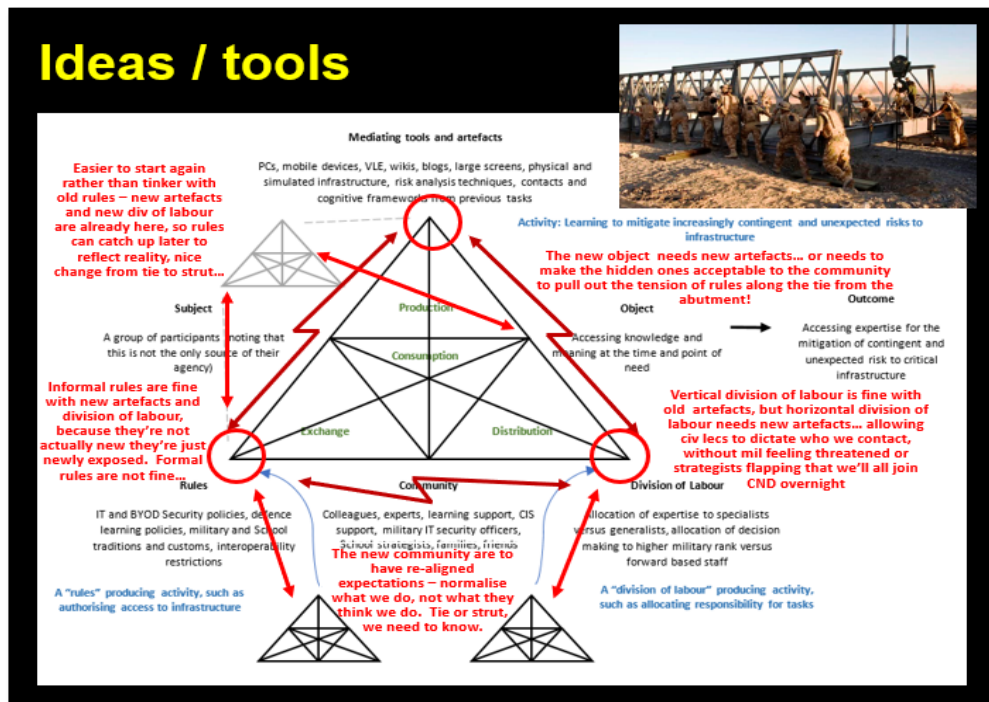 Ideas / tools
Mediating tools and artefacts
PCs, mobile devices, VLE, wikis, blogs, large screens, physical and
simulated infrastructure, risk analysis techniques, contacts and
cognitive frameworks from previous tasks
Easier to start again
rather than tinker with
old rules – new artefacts
and new div of labour
are already here, so rules
can catch up later to
reflect reality, nice
change from tie to strut…
Activity: Learning to mitigate increasingly contingent and unexpected risks to
infrastructure
The new object needs new artefacts… or needs to
make the hidden ones acceptable to the community
to pull out the tension of rules along the tie from the
abutment!
Subject
A group of participants (noting that
this is not the only source of their
agency)
Production
Consumption
Exchange
Distribution
Object
Accessing knowledge and
meaning at the time and point of
need
Outcome
Accessing expertise for the
mitigation of contingent and
unexpected risk to critical
infrastructure
Informal rules are fine
with new artefacts and
division of labour,
because they're not
actually new they're just
newly exposed. Formal
rules are not fine…
Vertical division of labour is fine with
old artefacts, but horizontal division of
labour needs new artefacts… allowing
civ lecs to dictate who we contact,
without mil feeling threatened or
strategists flapping that we'll all join
CND overnight
Rules
IT and BYOD Security policies, defence
learning policies, military and School
traditions and customs, interoperability
restrictions
Community
Colleagues, experts, learning support, CIS
support, military IT security officers,
School strategists, families, friends
Division of Labour
Allocation of expertise to specialists
versus generalists, allocation of decision
making to higher military rank versus
forward based staff
The new community are to
have re-aligned
expectations – normalise
what we do, not what they
think we do. Tie or strut,
we need to know.
A "rules" producing activity, such as
authorising access to infrastructure
A "division of labour" producing activity,
such as allocating responsibility for tasks